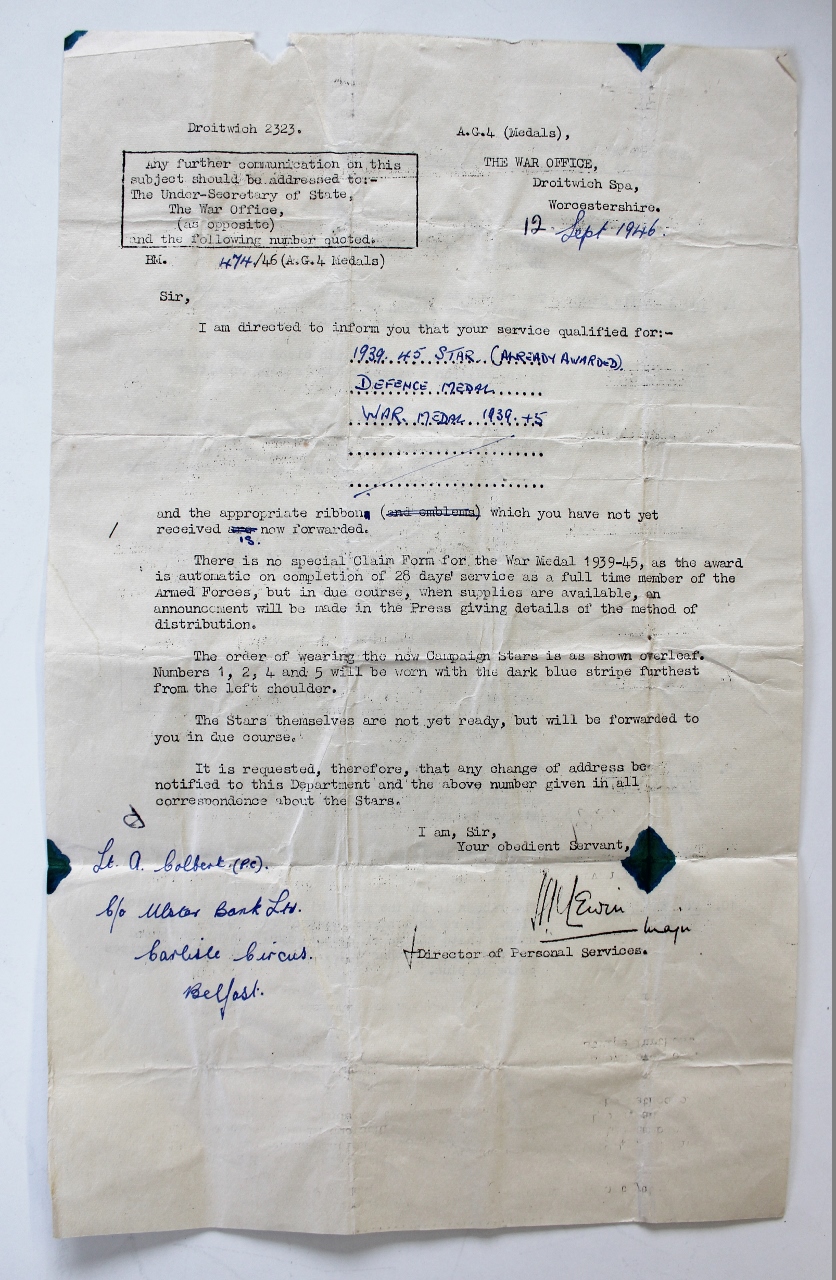 Droitwich 2323.
A.G.4 (Medals),
THE WAR OFFICE,
Droitwich Spa,
Worcestershire.
12 Sept 1946.
Any further communication on this
subject should be addressed to:-
The Under-Secretary of State,
The War Office,
(as opposite)
and the following number quoted.
BM. 474/46 (A.G.4 Medals)
Sir,
I am directed to inform you that your service qualified for:-
1939.45 STAR (ALREADY AWARDED)
DEFENCE MEDAL
WAR MEDAL 1939.45
and the appropriate ribbon (and emblems) which you have not yet
received are is. now forwarded.
There is no special Claim Form for the War Medal 1939-45, as the award
is automatic on completion of 28 days' service as a full time member of the
Armed Forces, but in due course, when supplies are available, an
announcement will be made in the Press giving details of the method of
distribution.
The order of wearing the new Campaign Stars is as shown overleaf.
Numbers 1, 2, 4 and 5 will be worn with the dark blue stripe furthest
from the left shoulder.
The Stars themselves are not yet ready, but will be forwarded to
you in due course.
It is requested, therefore, that any change of address be
notified to this Department and the above number given in all
correspondence about the Stars.
I am, Sir,
Your obedient Servant,
Lt. A. Colbert (P.C).
C/o Ulster Bank Ltd.
Carlisle Circus.
Belfast.
Major
Director of Personal Services.